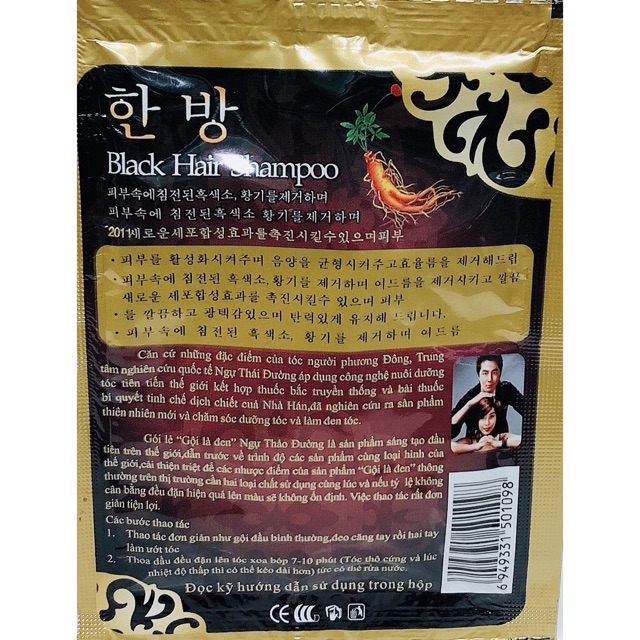 한 방
Black Hair Shampoo
피부속에침전된흑색소, 황기를제거하며
피부속에 침전된흑색소 황기를제거하며
2011세로운세포합성효과를촉진시킬수있으며피부
· 피부를 활성화시켜주며 음양을 균형시켜주고효율름을 제거해드립
· 피부속에 침전된 흑색소, 황기를 제거하며 여드름을 제거시키고 깔끔
새로운 세포합성효과를 촉진시킬수 있으며 피부
· 를 깔끔하고 광택감있으며 탄력있게 유지해 드립니다.
· 피부속에 침전된 흑색소, 황기를 제거하며 여드름
Căn cứ những đặc điểm của tóc người phương Đông, Trung
tâm nghiên cứu quốc tế Ngự Thái Đường áp dụng công nghệ nuôi dưỡng
tóc tiên tiến thế giới kết hợp thuốc bắc truyền thống và bài thuốc
bí quyết tinh chế dịch chiết cuả Nhà Hán,đã nghiên cứu ra sản phẩm
thiên nhiên mới và chăm sóc dưỡng tóc và làm đen tóc.
Gói lẻ “Gội là đen” Ngự Thảo Đường là sản phẩm sáng tạo đầu
tiên trên thế giới,dẫn trước về trình độ các sản phẩm cùng loại hình của
thế giới,cải thiện triệt để các nhược điểm của sản phẩm “Gội là đen” thông
thường trên thị trường cần hai loại chất sử dụng cùng lúc và nếu tỷ lệ không
cân bằng đều đặn hiện quả lên màu sẽ không ổn định. Việc thao tác rất đơn
giản tiện lợi.
Các bước thao tác
1. Thao tác đơn giản như gội đầu bình thường,đeo căng tay rồi hai tay
làm ướt tóc
2. Thoa dầu đều đặn lên tóc xoa bóp 7-10 phút (Tóc thô cứng và lúc
nhiệt độ thấp thì có thể kéo dài hơn) tức có thể rửa nước.
Đọc kỹ hướng dẫn sử dụng trong hộp
6 949331 501098